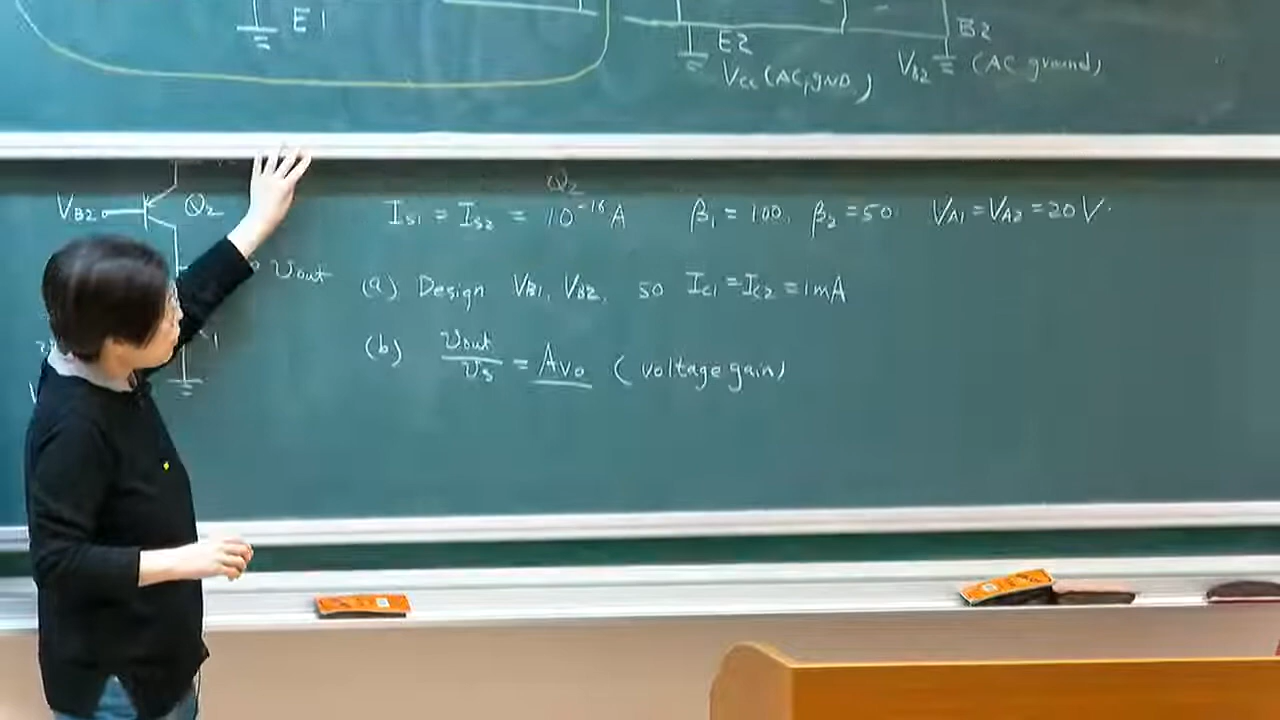 E1
E2
B2
Vcc (AC, GND.)
VB2 (AC ground)
VB2
Q2
Q2
Is1 = Is2 = 10^-16 A β1 = 100, β2 = 50 VA1 = VA2 = 20 V.
vout
(a) Design VB1, VB2, so Ic1 = Ic2 = 1mA
(b) vout/vs = Avo (voltage gain)